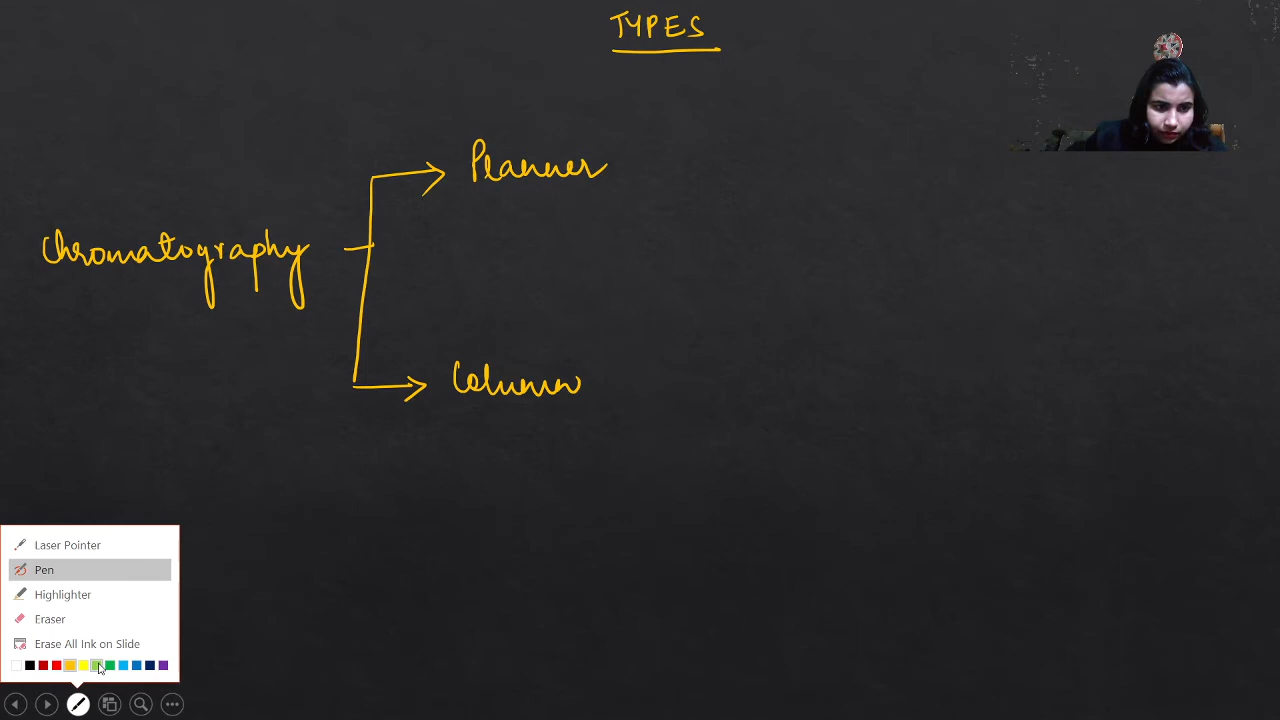 TYPES
Planner
Chromatography
Column
Laser Pointer
Pen
Highlighter
Eraser
Erase All Ink on Slide